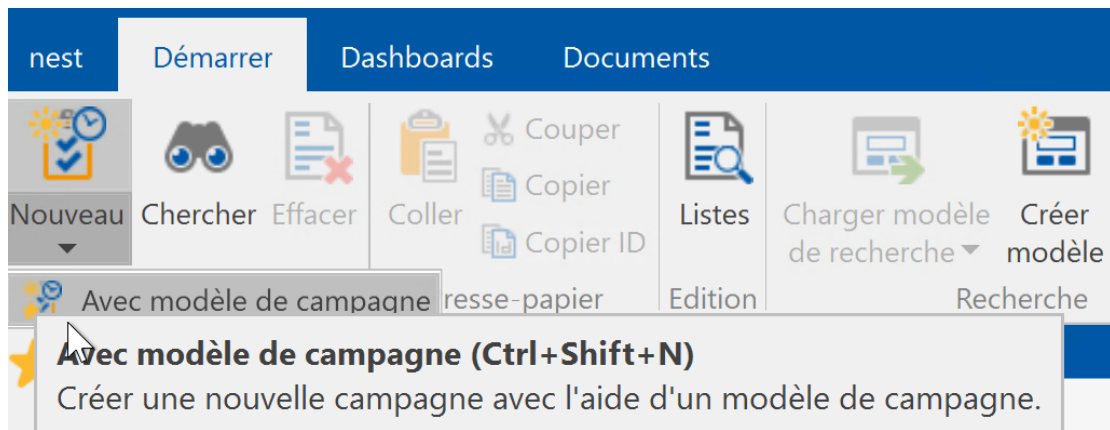 nest Démarrer Dashboards Documents
Couper
Copier
Nouveau Chercher Effacer Coller Listes Charger modèle Créer
Copier ID de recherche modèle
Avec modèle de campagne resse-papier Edition Recherche
Avec modèle de campagne (Ctrl+Shift+N)
Créer une nouvelle campagne avec l'aide d'un modèle de campagne.